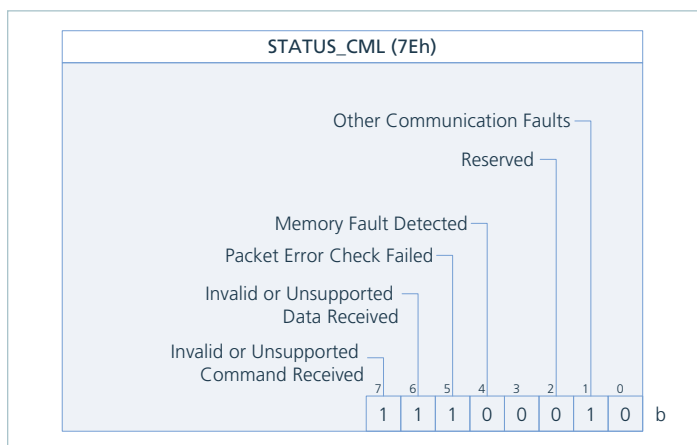 STATUS_CML (7Eh)
Other Communication Faults
Reserved
Memory Fault Detected
Packet Error Check Failed
Invalid or Unsupported
Data Received
Invalid or Unsupported
Command Received
7 6 5 4 3 2 1 0
1 1 1 0 0 0 1 0 b